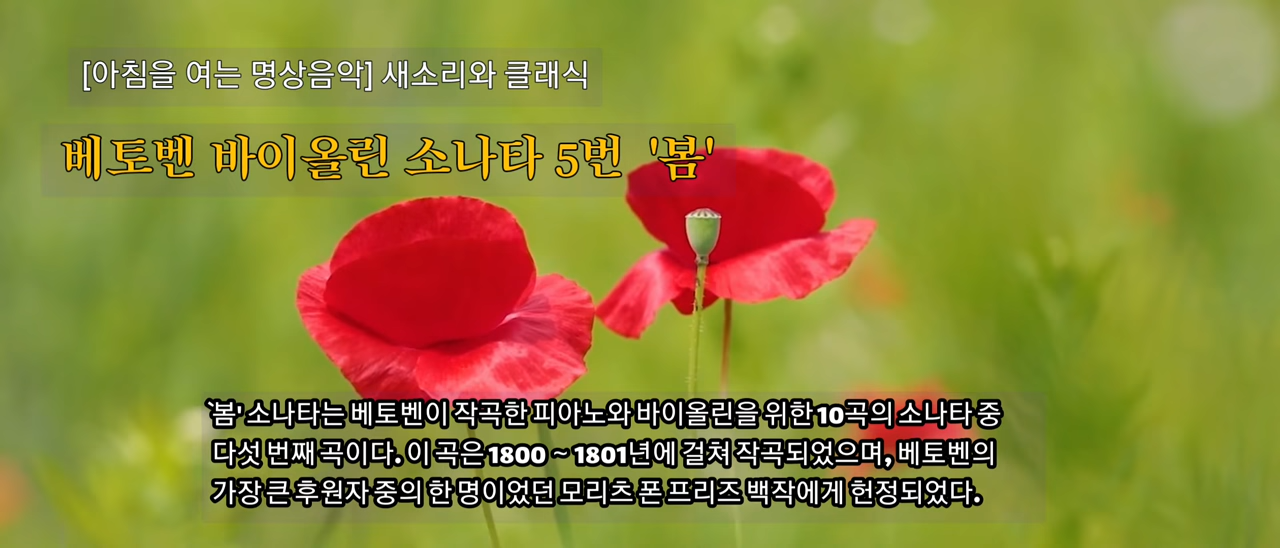 [아침을 여는 명상음악] 새소리와 클래식
베토벤 바이올린 소나타 5번 '봄'
`봄' 소나타는 베토벤이 작곡한 피아노와 바이올린을 위한 10곡의 소나타 중
다섯 번째 곡이다. 이 곡은 1800 ~ 1801년에 걸쳐 작곡되었으며, 베토벤의
가장 큰 후원자 중의 한 명이었던 모리츠 폰 프리즈 백작에게 헌정되었다.